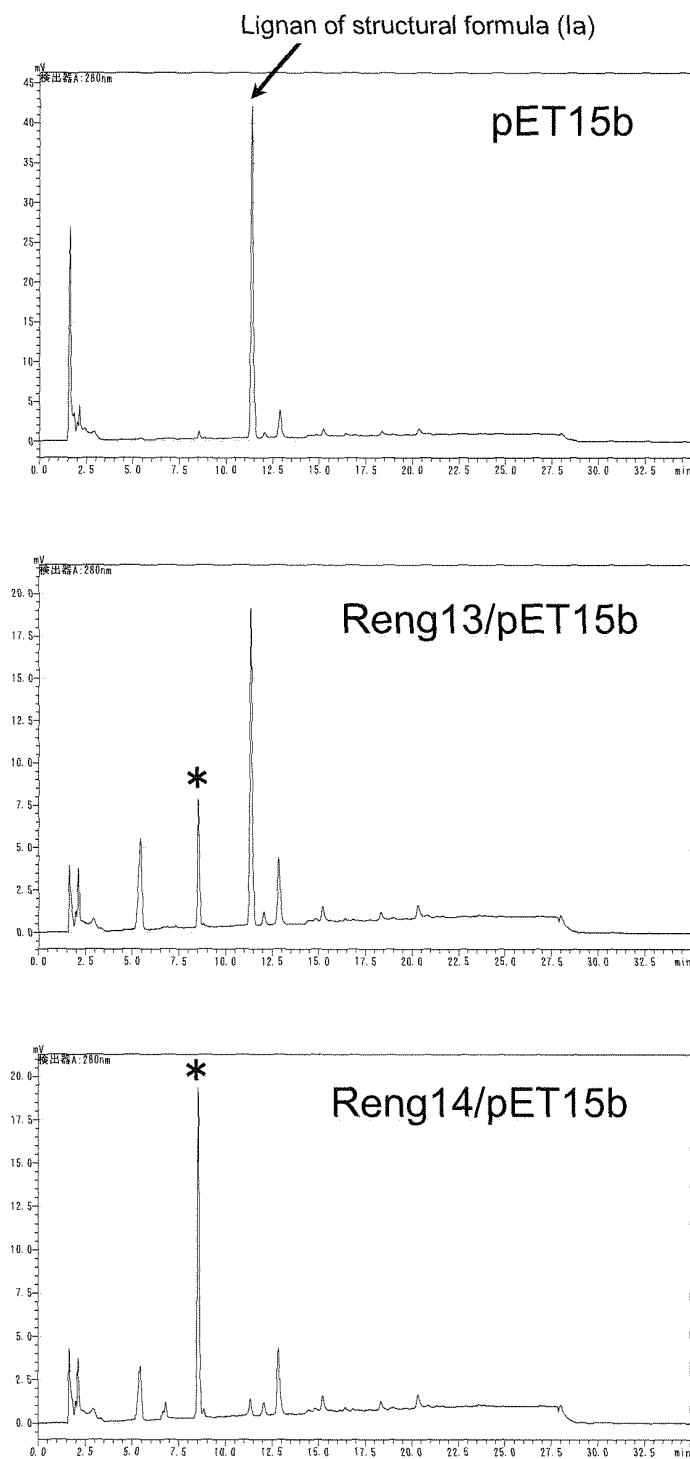 Lignan of structural formula (Ia)
mV
検出器A:280nm
pET15b
45
40
35
30
25
20
15
10
5
0
0.0 2.5 5.0 7.5 10.0 12.5 15.0 17.5 20.0 22.5 25.0 27.5 30.0 32.5 min
mV
検出器A:280nm
Reng13/pET15b
20.0
17.5
15.0
12.5
10.0
*
7.5
5.0
2.5
0.0
0.0 2.5 5.0 7.5 10.0 12.5 15.0 17.5 20.0 22.5 25.0 27.5 30.0 32.5 min
mV
検出器A:280nm
*
Reng14/pET15b
20.0
17.5
15.0
12.5
10.0
7.5
5.0
2.5
0.0
0.0 2.5 5.0 7.5 10.0 12.5 15.0 17.5 20.0 22.5 25.0 27.5 30.0 32.5 min